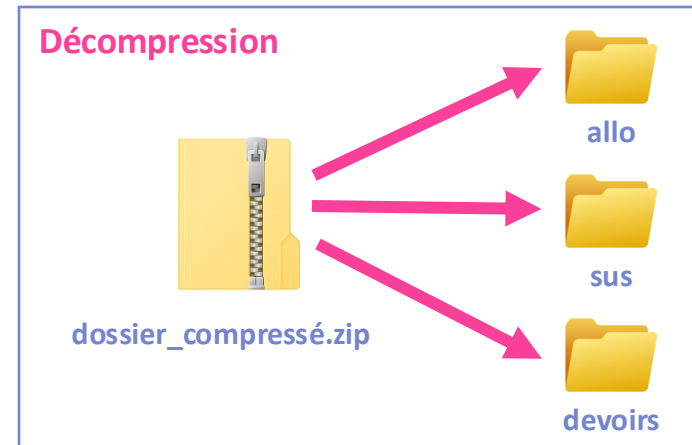 Décompression
allo
sus
dossier_compressé.zip
devoirs